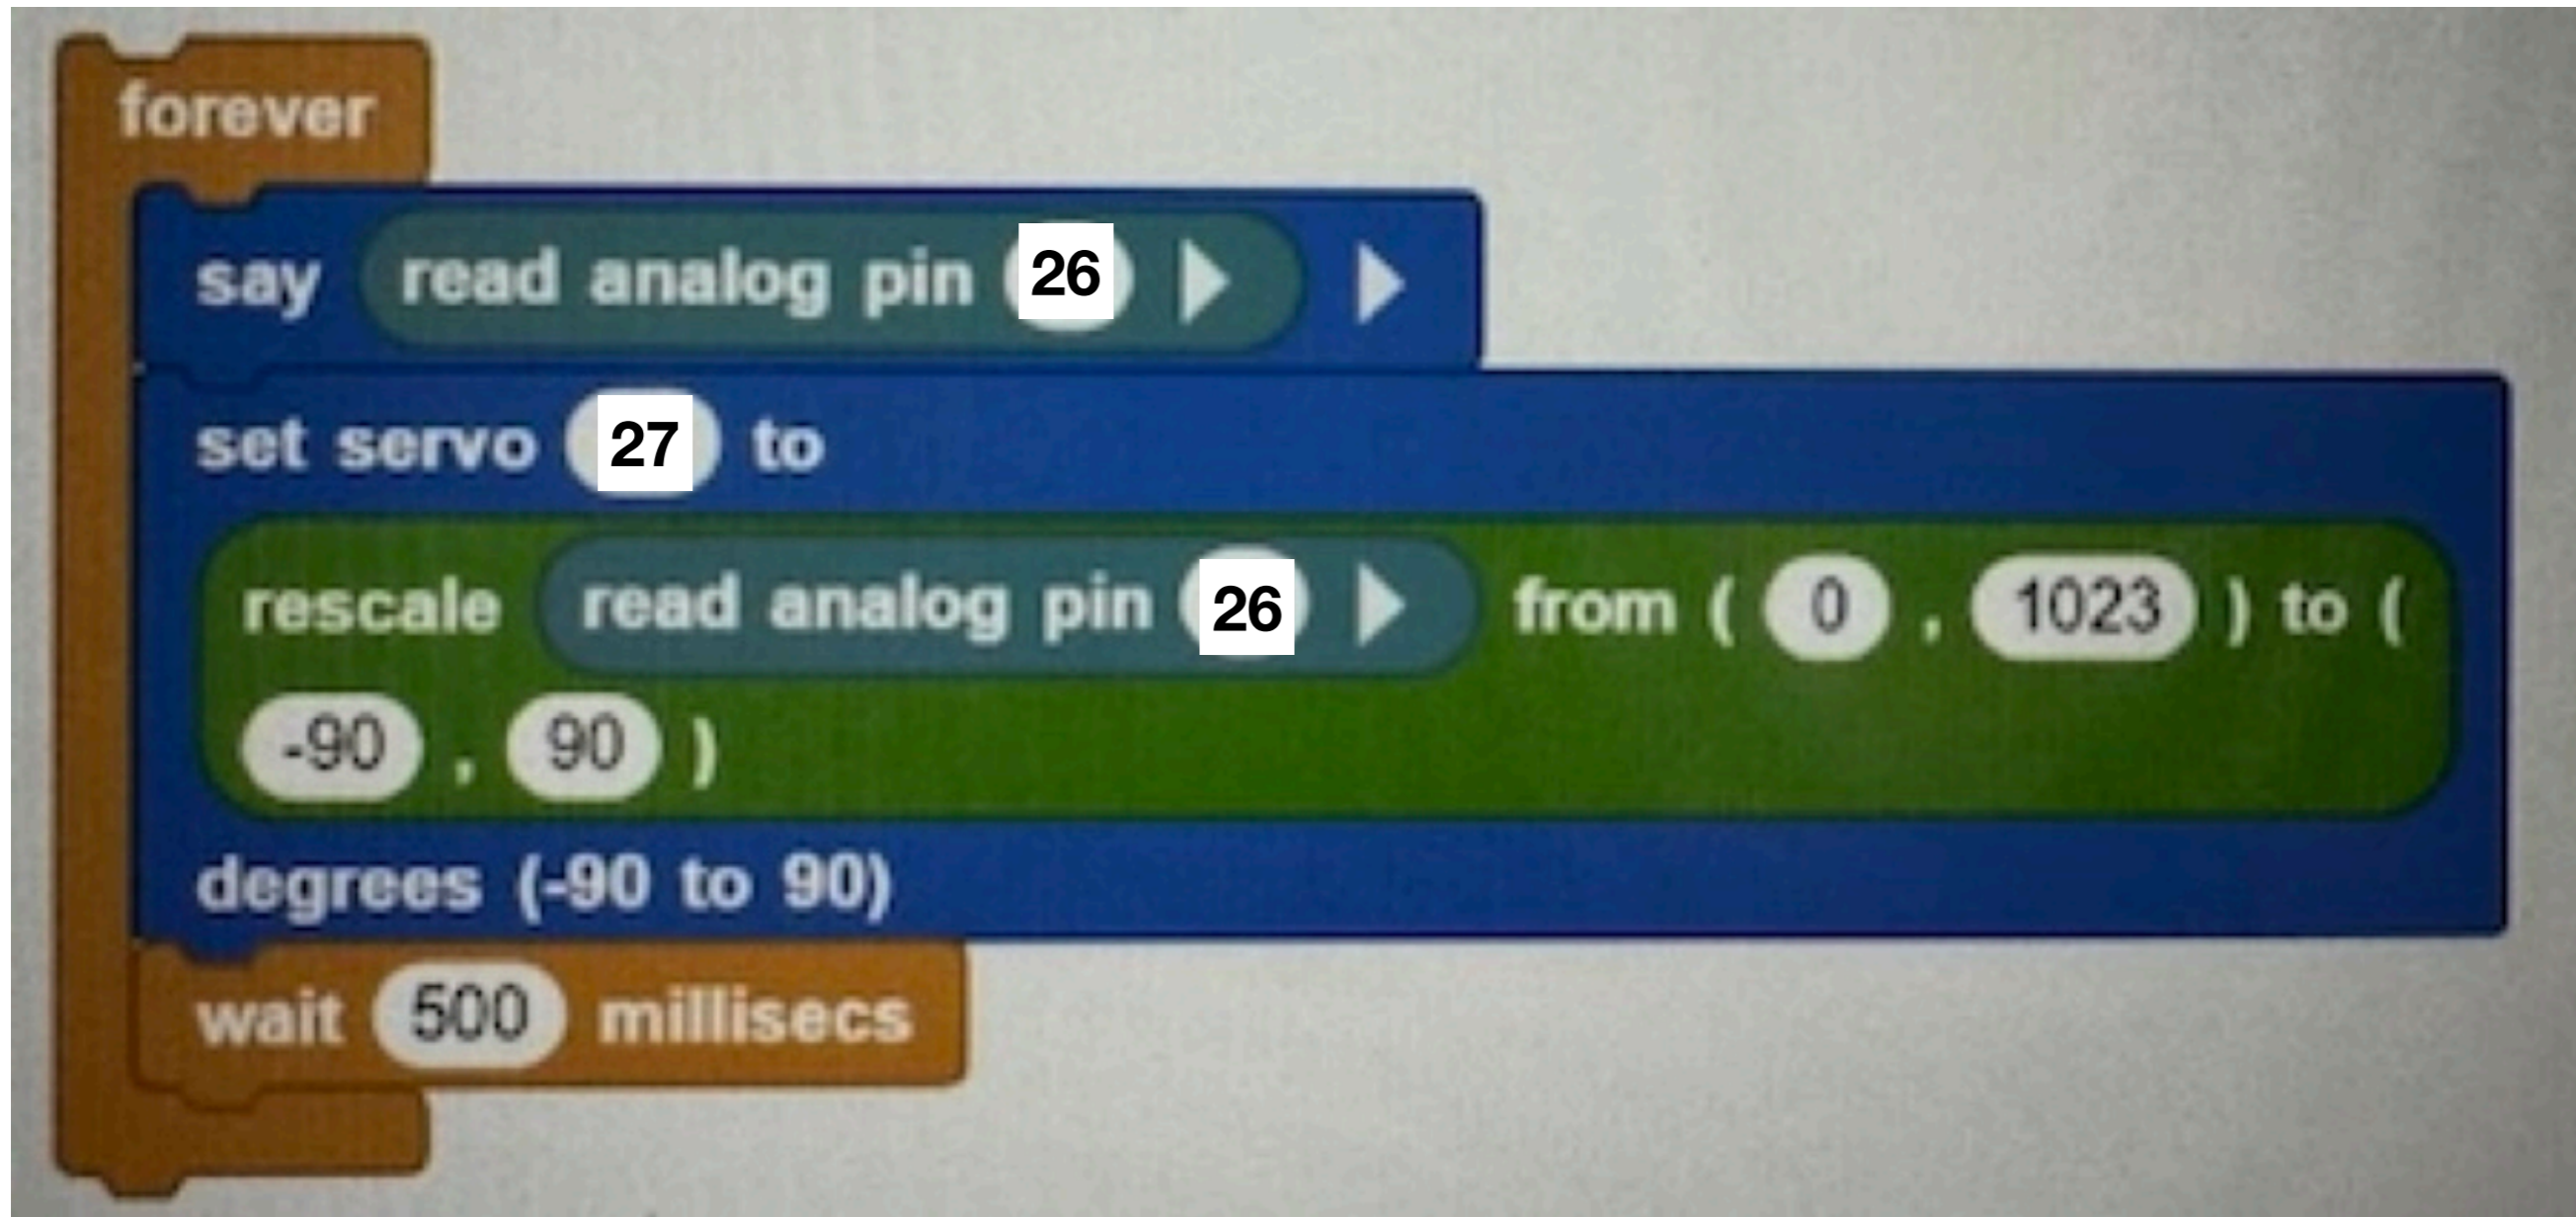 forever
say read analog pin 26
set servo 27 to
rescale read analog pin 26 from ( 0 , 1023 ) to (
-90 , 90 )
degrees (-90 to 90)
wait 500 millisecs